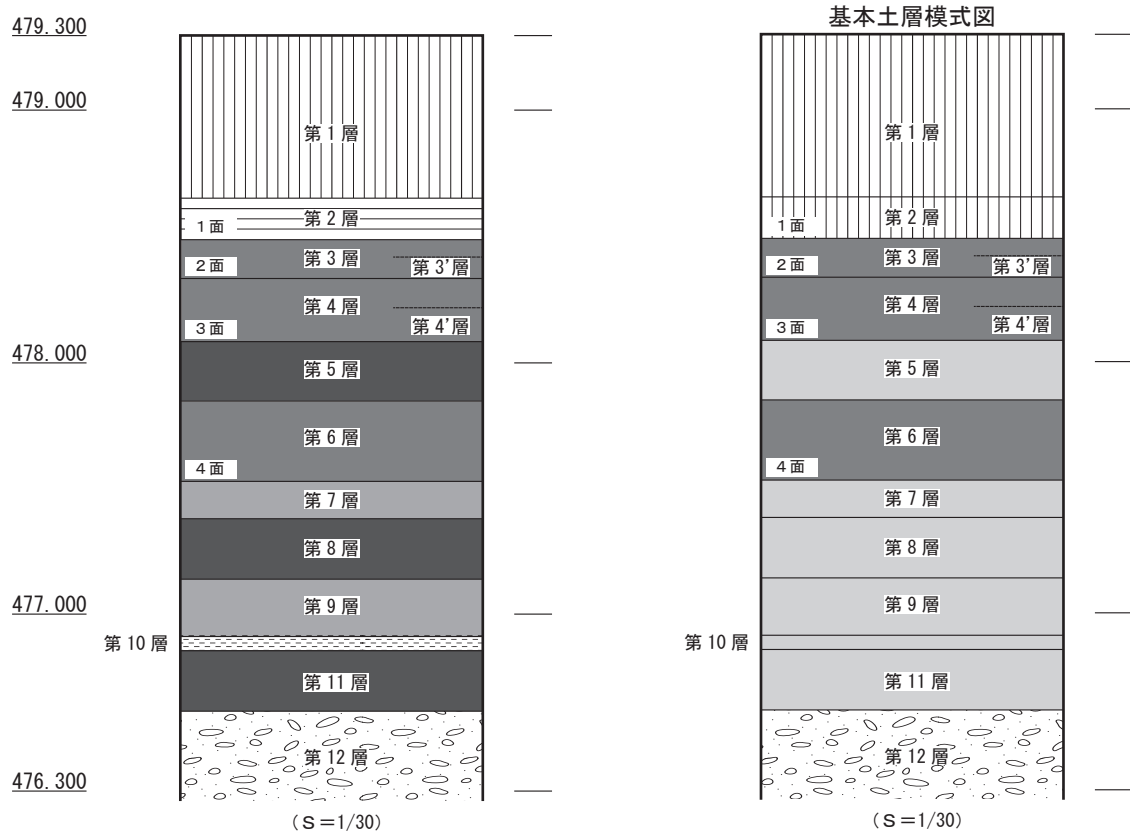 479.300
479.000
第1層
第2層
1面
第3層
2面
第3’層
第4層
3面
第4’層
478.000
第5層
第6層
4面
第7層
第8層
477.000
第9層
第10層
第11層
第12層
476.300
(S=1/30)
基本土層模式図
第1層
第2層
1面
第3層
2面
第3’層
第4層
3面
第4’層
第5層
第6層
4面
第7層
第8層
第9層
第10層
第11層
第12層
(S=1/30)